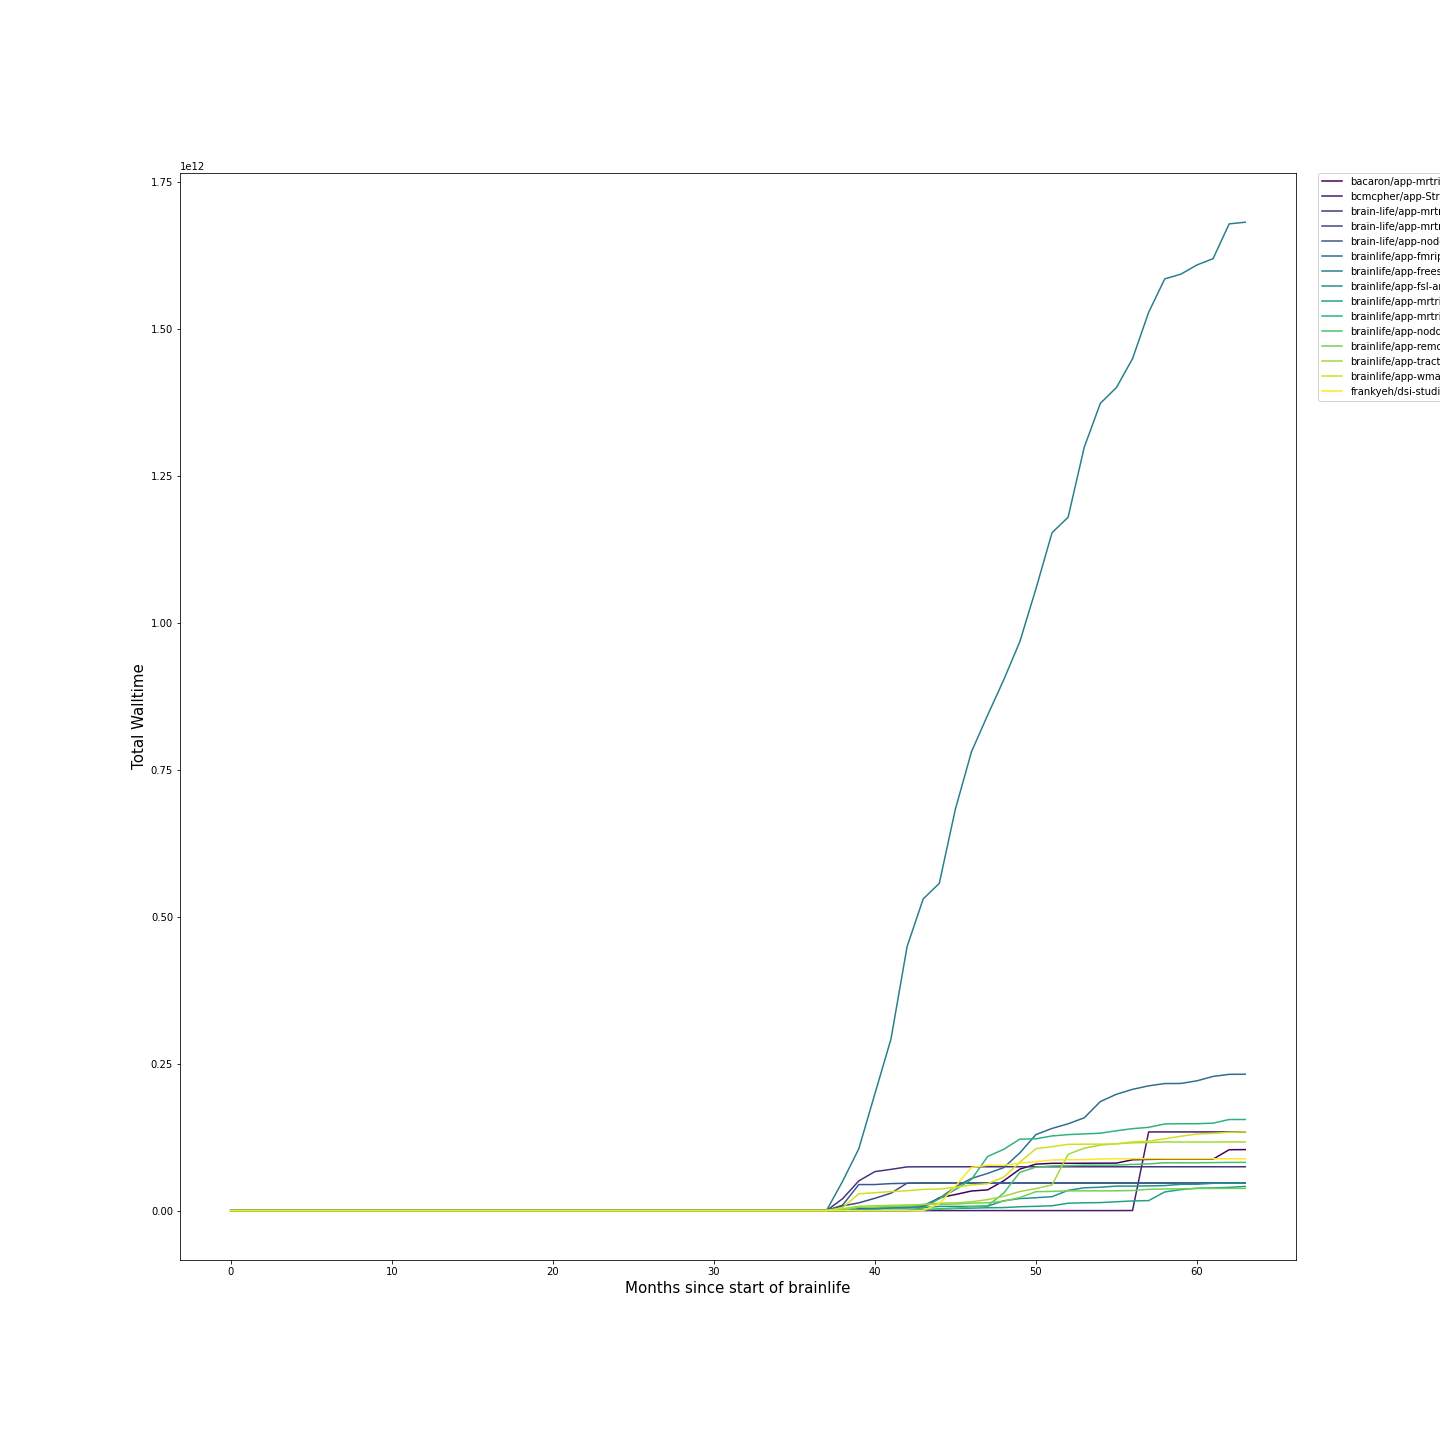 1e12
1.75
1.50
1.25
1.00
0.75
0.50
0.25
0.00
Total Walltime
0 10 20 30 40 50 60
Months since start of brainlife
bacaron/app-mrtri
bcmcpher/app-Str
brain-life/app-mrtr
brain-life/app-mrtr
brain-life/app-nod
brainlife/app-fmrip
brainlife/app-frees
brainlife/app-fsl-a
brainlife/app-mrtri
brainlife/app-mrtri
brainlife/app-nodd
brainlife/app-remo
brainlife/app-tract
brainlife/app-wma
frankyeh/dsi-studi